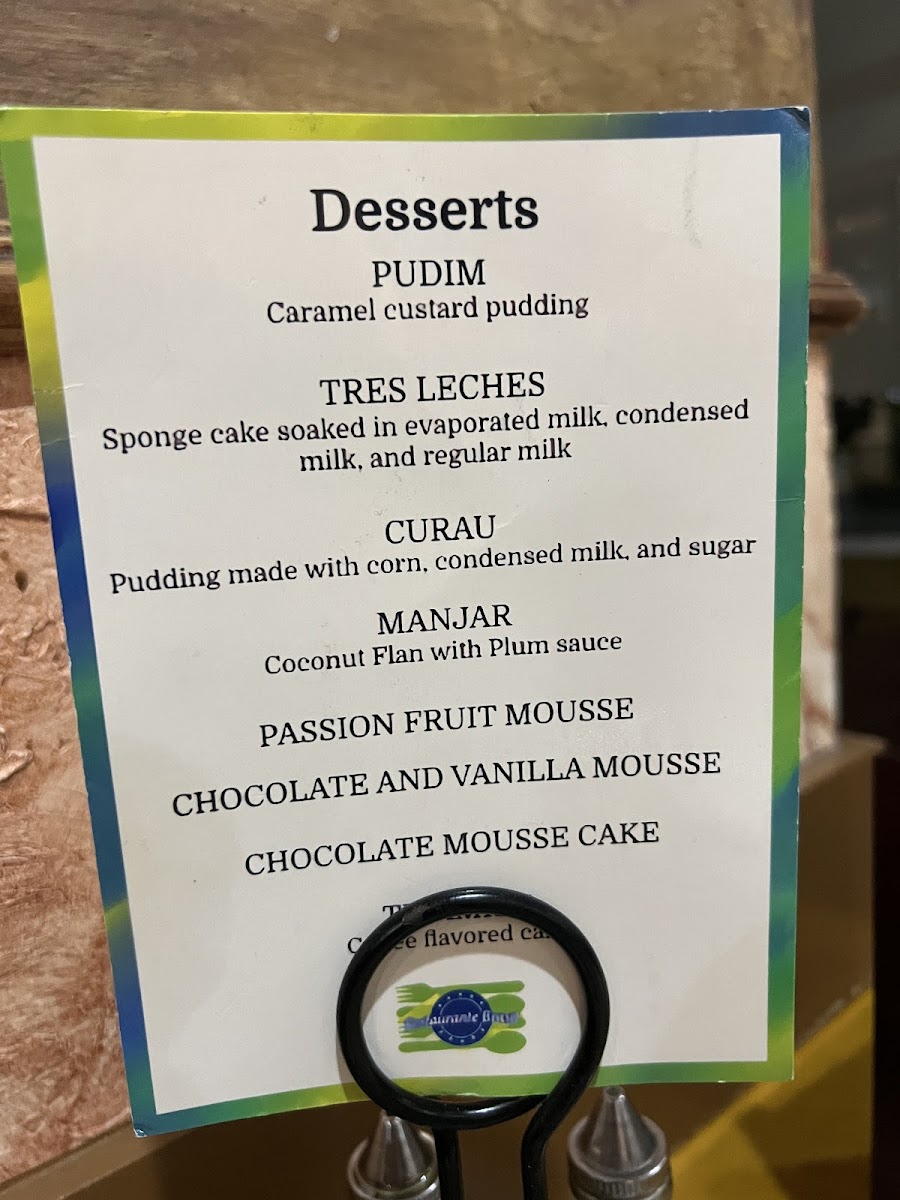 Desserts
PUDIM
Caramel custard pudding
TRES LECHES
Sponge cake soaked in evaporated milk, condensed
milk, and regular milk
CURAU
Pudding made with corn, condensed milk, and sugar
MANJAR
Coconut Flan with Plum sauce
PASSION FRUIT MOUSSE
CHOCOLATE AND VANILLA MOUSSE
CHOCOLATE MOUSSE CAKE
flavored